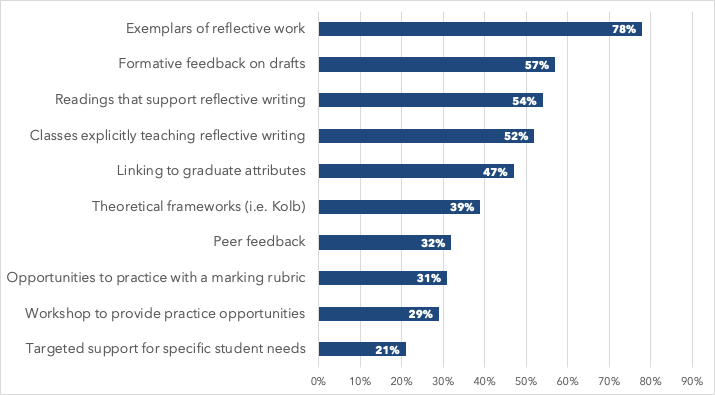 Exemplars of reflective work 78%
Formative feedback on drafts 57%
Readings that support reflective writing 54%
Classes explicitly teaching reflective writing 52%
Linking to graduate attributes 47%
Theoretical frameworks (i.e. Kolb) 39%
Peer feedback 32%
Opportunities to practice with a marking rubric 31%
Workshop to provide practice opportunities 29%
Targeted support for specific student needs 21%
0% 10% 20% 30% 40% 50% 60% 70% 80% 90%